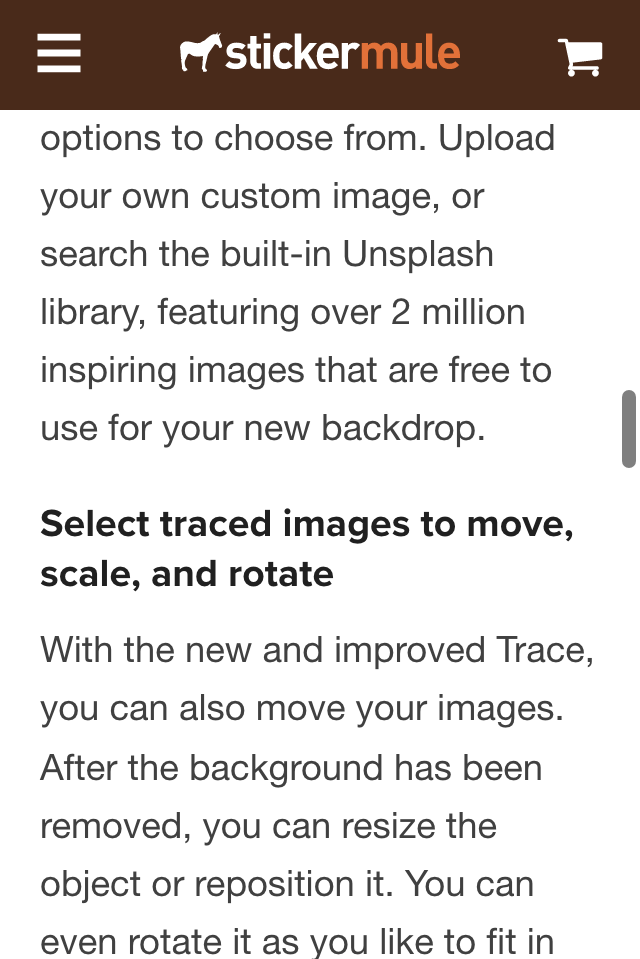 stickermule
options to choose from. Upload
your own custom image, or
search the built-in Unsplash
library, featuring over 2 million
inspiring images that are free to
use for your new backdrop.
Select traced images to move,
scale, and rotate
With the new and improved Trace,
you can also move your images.
After the background has been
removed, you can resize the
object or reposition it. You can
even rotate it as you like to fit in